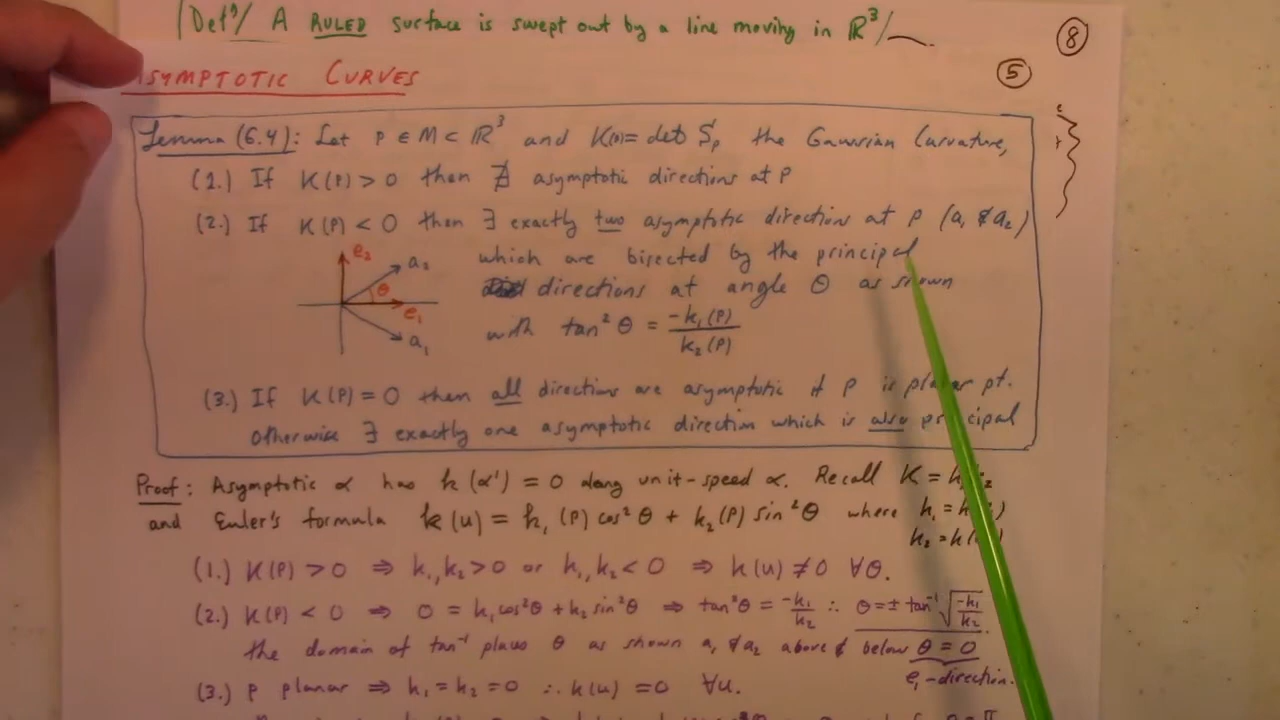 /Defⁿ/ A RULED surface is swept out by a line moving in ℝ³/
⑧
⑤
ASYMPTOTIC CURVES
Lemma (6.4): Let p ∈ M ⊂ ℝ³ and K(p) = det Sₚ the Gaussian Curvature,
(1.) If K(P) > 0 then ∄ asymptotic directions at P
(2.) If K(P) < 0 then ∃ exactly two asymptotic direction at p (a₁ & a₂)
which are bisected by the principal
directions at angle θ as shown
with tan²θ = -k₁(P) / k₂(P)
e₂ a₂
θ
e₁
a₁
(3.) If K(P) = 0 then all directions are asymptotic if P is planar pt.
otherwise ∃ exactly one asymptotic direction which is also principal
Proof: Asymptotic α has k(α') = 0 along unit-speed α. Recall K = k₁k₂
and Euler's formula k(u) = k₁(P) cos²θ + k₂(P) sin²θ where k₁ =
k₂ =
(1.) K(P) > 0 ⇒ k₁, k₂ > 0 or k₁, k₂ < 0 ⇒ k(u) ≠ 0 ∀θ.
(2.) K(P) < 0 ⇒ 0 = k₁cos²θ + k₂ sin²θ ⇒ tan²θ = -k₁/k₂ ∴ θ = ± tan⁻¹√(-k₁/k₂)
the domain of tan⁻¹ places θ as shown a₁ & a₂ above & below θ = 0
e₁-direction.
(3.) P planar ⇒ k₁ = k₂ = 0 ∴ k(u) = 0 ∀u.